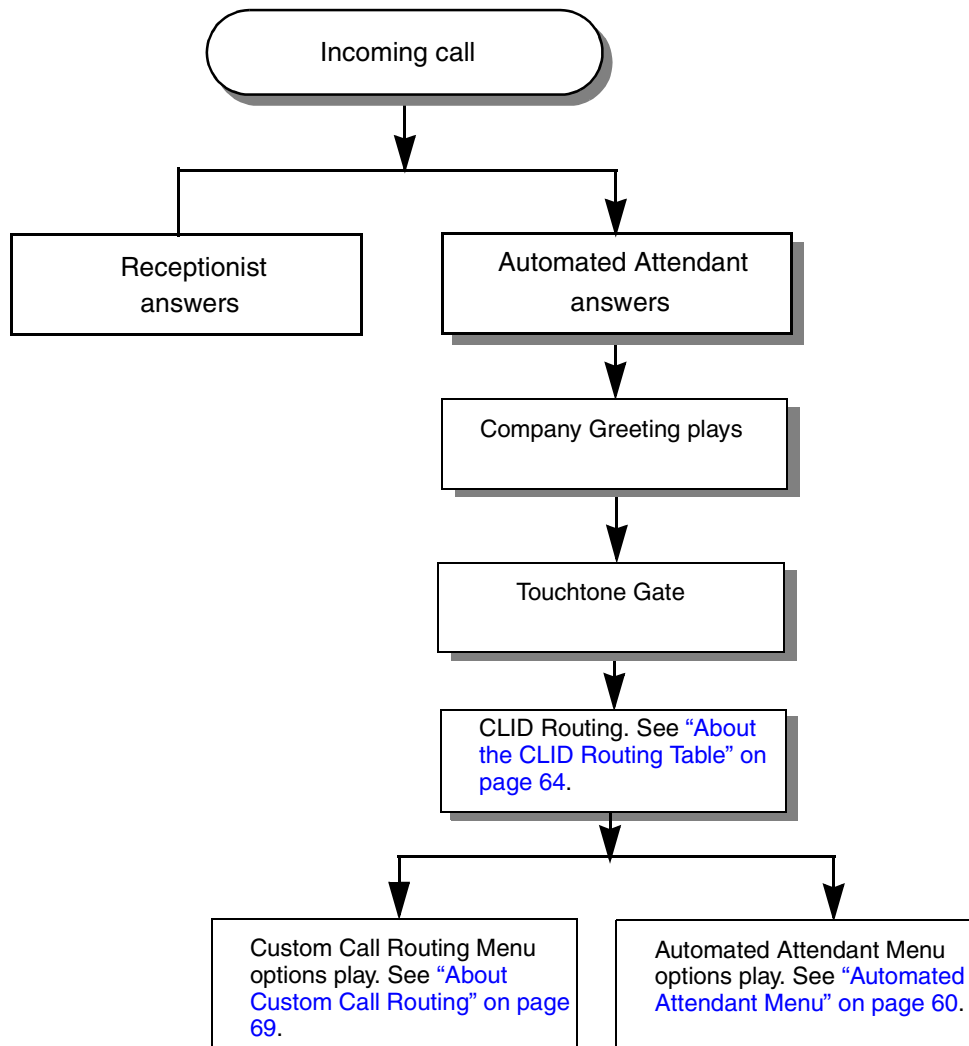 Incoming call
Receptionist
answers
Automated Attendant
answers
Company Greeting plays
Touchtone Gate
CLID Routing. See “About
the CLID Routing Table” on
page 64.
Custom Call Routing Menu
options play. See “About
Custom Call Routing” on page
69.
Automated Attendant Menu
options play. See “Automated
Attendant Menu” on page 60.